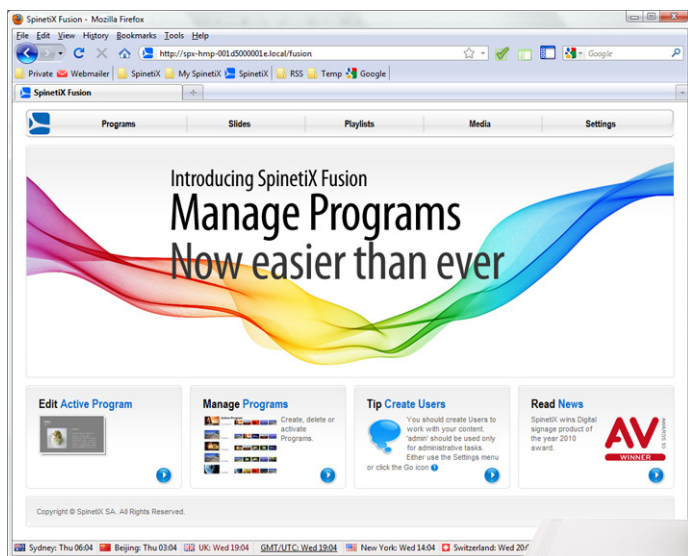 SpinetiX Fusion - Mozilla Firefox
File Edit View History Bookmarks Tools Help
http://spx-hmp-001d5000001e.local/fusion
Google
Private Webmailer SpinetiX My SpinetiX SpinetiX RSS Temp Google
SpinetiX Fusion
Programs Slides Playlists Media Settings
Introducing SpinetiX Fusion
Manage Programs
Now easier than ever
Edit Active Program
Manage Programs
Create, delete or
activate
Programs.
Tip Create Users
You should create Users to
work with your content.
'admin' should be used only
for administrative tasks.
Either use the Settings menu
or click the Go icon
Read News
SpinetiX wins Digital
signage product of
the year 2010
award.
AV
WINNER
Copyright © SpinetiX SA. All Rights Reserved.
Sydney: Thu 06:04 Beijing: Thu 03:04 UK: Wed 19:04 GMT/UTC: Wed 19:04 New York: Wed 14:04 Switzerland: Wed